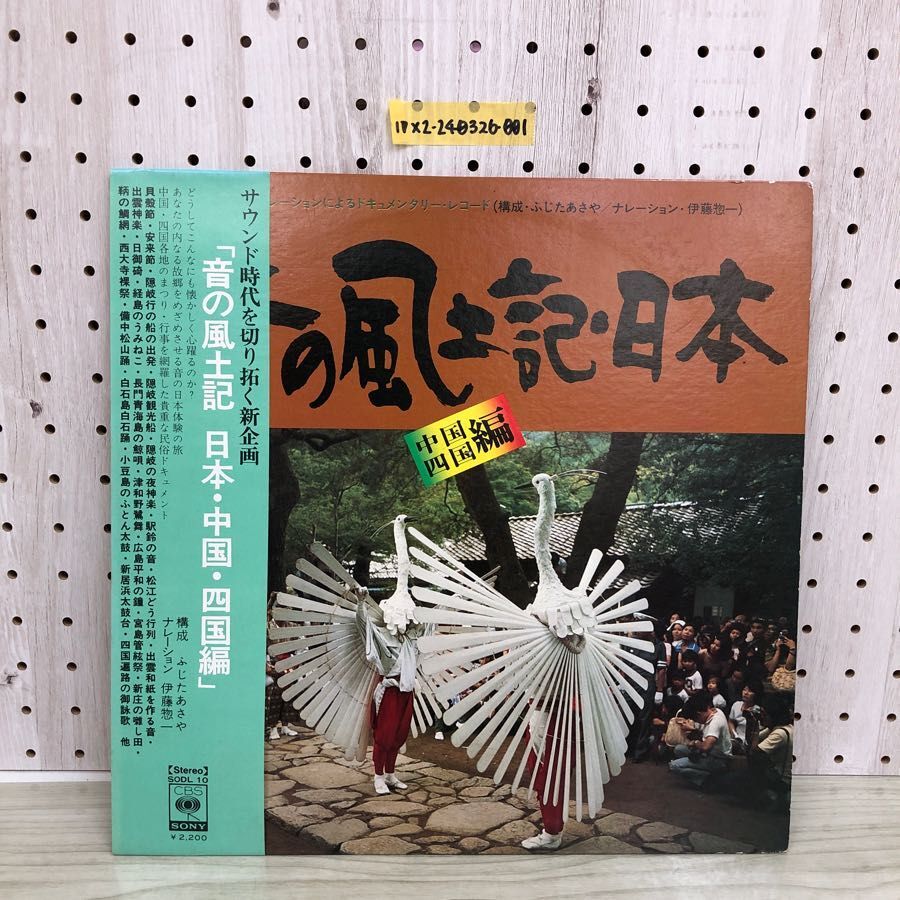 17X2-240326-001
レーションによるドキュメンタリー・レコード(構成・ふじたあさや/ナレーション・伊藤惣一)
の風土記・日本
中国
四国
編
サウンド時代を切り拓く新企画
「音の風土記 日本・中国・四国編」
構成 ふじたあさや
ナレーション 伊藤惣一
どうしてこんなにも懐かしく心躍るのか?
あなたの内なる故郷をめざめさせる音の日本体験の旅
中国・四国各地のまつり・行事を網羅した貴重な民俗ドキュメント
貝殻節・安来節・隠岐行の船の出発・隠岐観光船・隠岐の夜神楽・駅鈴の音・松江どう行列・出雲和紙を作る音・
出雲神楽・日御碕・経島のうみねこ・長門青海島の鯨唄・津和野鷺舞・広島平和の鐘・宮島管絃祭・新庄の囃し田・
鞆の鯛網・西大寺裸祭・備中松山踊・白石島白石踊・小豆島のふとん太鼓・新居浜太鼓台・四国遍路の御詠歌 他
【Stereo】
SODL 10
CBS
SONY
¥2,200